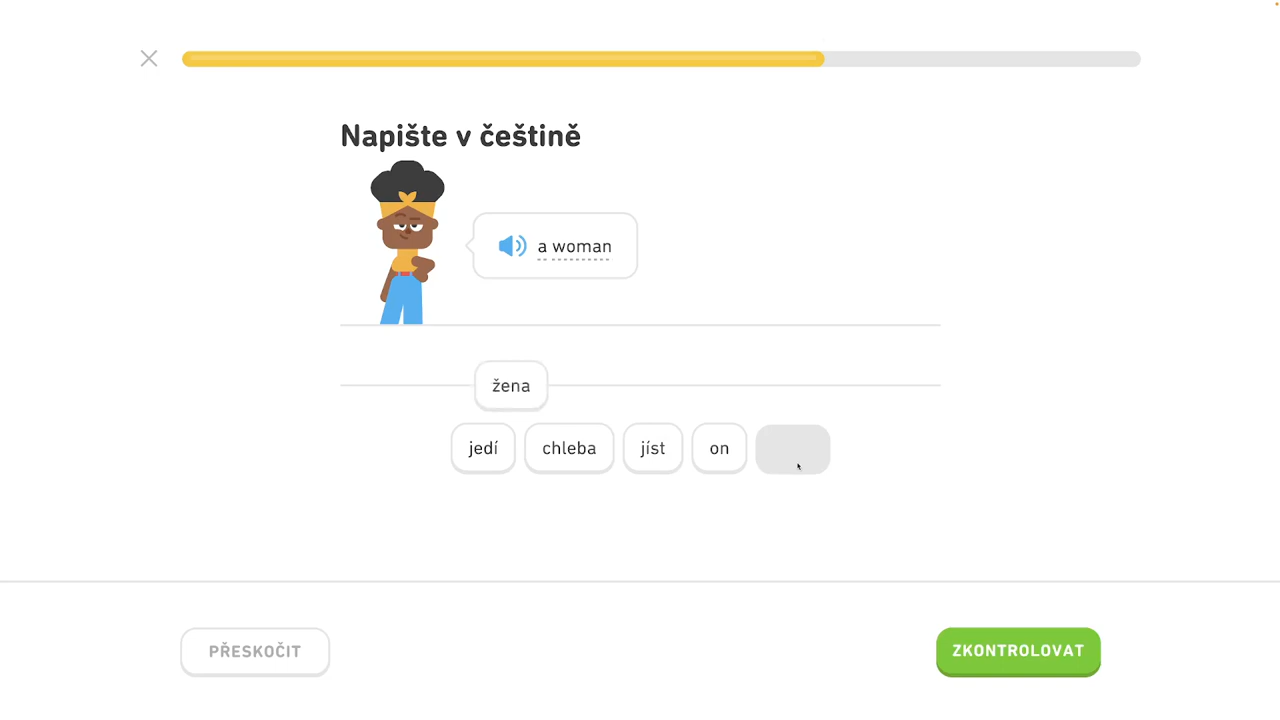 Napište v češtině
a woman
žena
jedí chleba jíst on
PŘESKOČIT ZKONTROLOVAT